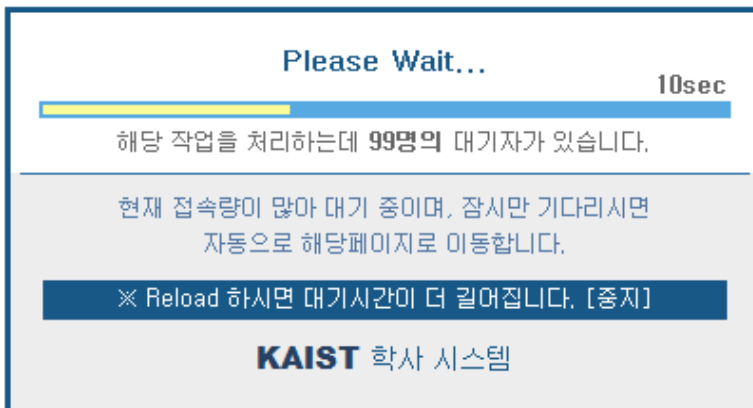 Please Wait...
10sec
해당 작업을 처리하는데 99명의 대기자가 있습니다.
현재 접속량이 많아 대기 중이며, 잠시만 기다리시면
자동으로 해당페이지로 이동합니다.
※ Reload 하시면 대기시간이 더 길어집니다. [중지]
KAIST 학사 시스템